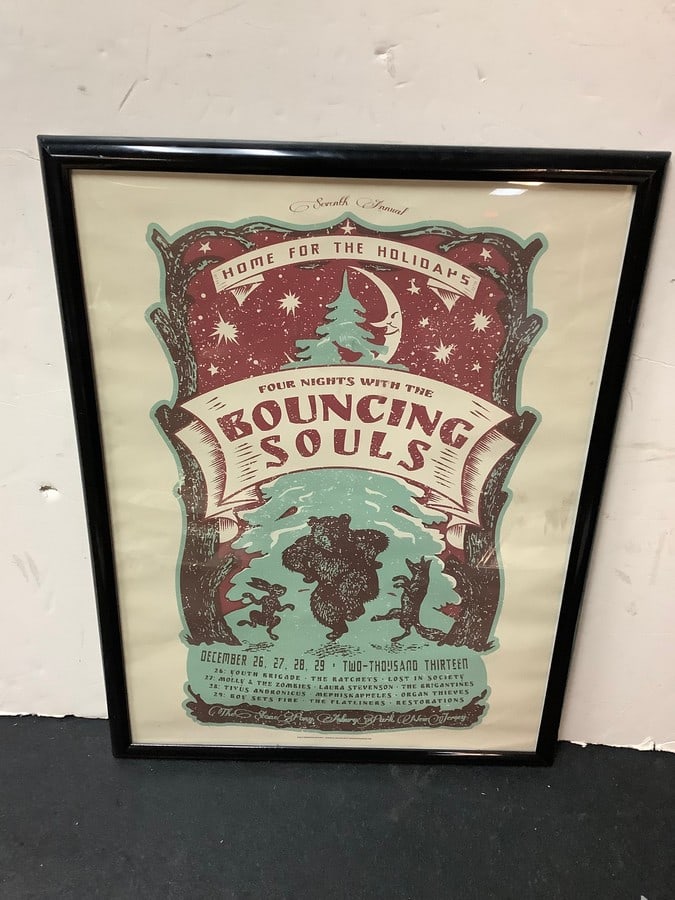 Seventh Annual
HOME FOR THE HOLIDAYS
FOUR NIGHTS WITH THE
BOUNCING
SOULS
DECEMBER 26, 27, 28, 29 · TWO-THOUSAND THIRTEEN
26: YOUTH BRIGADE · THE RATCHETS · LOST IN SOCIETY
27: MOLLY & THE ZOMBIES · LAURA STEVENSON · THE BRIGANTINES
28: TITUS ANDRONICUS · MEPHISKAPHELES · ORGAN THIEVES
29: BOY SETS FIRE · THE FLATLINERS · RESTORATIONS
The Stone Pony, Asbury Park, New Jersey